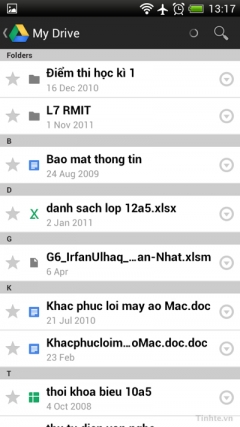 13:17
My Drive
Folders
Điểm thi học kì 1
16 Dec 2010
L7 RMIT
1 Nov 2011
B
Bao mat thong tin
24 Aug 2009
D
danh sach lop 12a5.xlsx
2 Jan 2011
G
G6_IrfanUlhaq_...an-Nhat.xlsm
6 Apr
K
Khac phuc loi may ao Mac.doc
21 Jul 2010
Khacphucloim...oMac.doc.doc
23 Feb
T
thoi khoa bieu 10a5
4 Oct 2008
Tinhte.vn